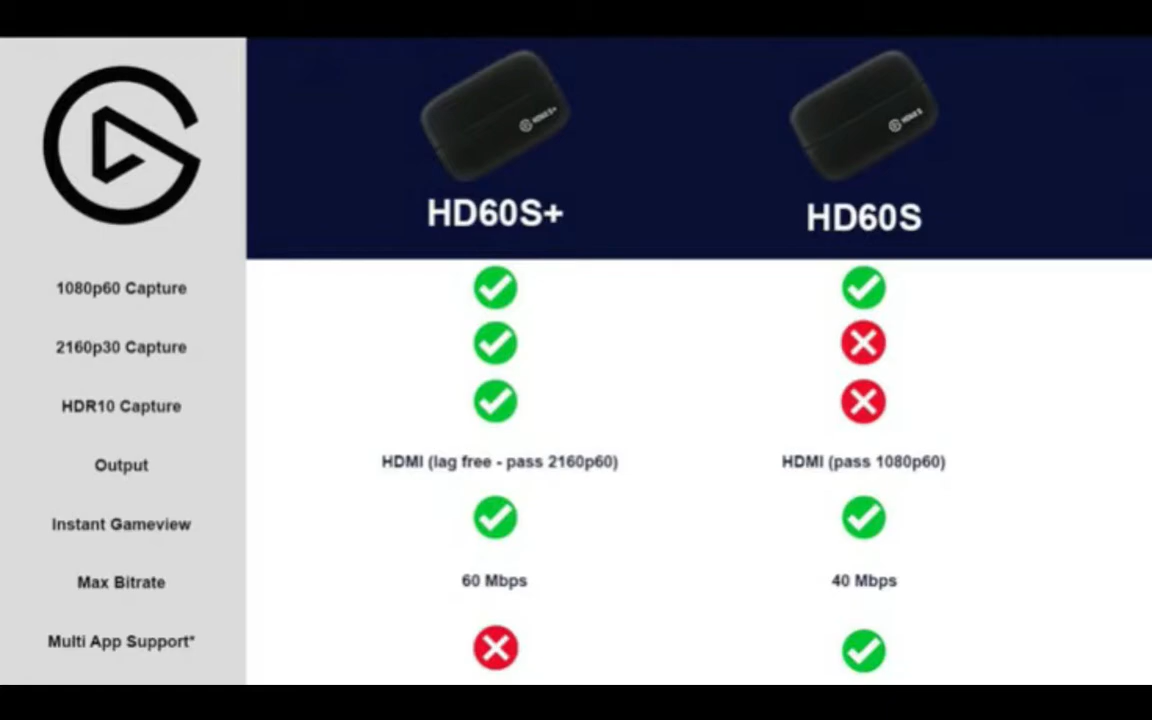 HD60S+
HD60S
1080p60 Capture
2160p30 Capture
HDR10 Capture
Output HDMI (lag free - pass 2160p60) HDMI (pass 1080p60)
Instant Gameview
Max Bitrate 60 Mbps 40 Mbps
Multi App Support*